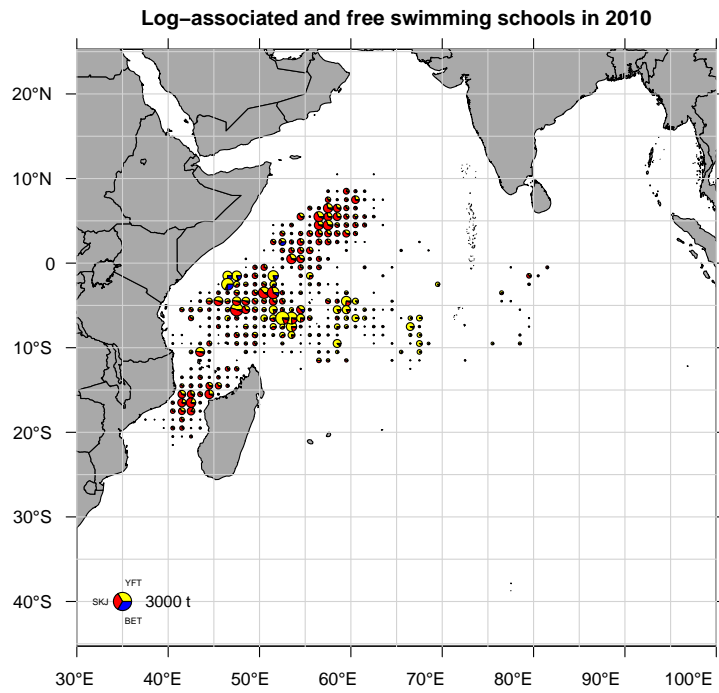 Log−associated and free swimming schools in 2010
20°N
10°N
0
10°S
20°S
30°S
40°S
YFT
SKJ
3000 t
BET
30°E 40°E 50°E 60°E 70°E 80°E 90°E 100°E